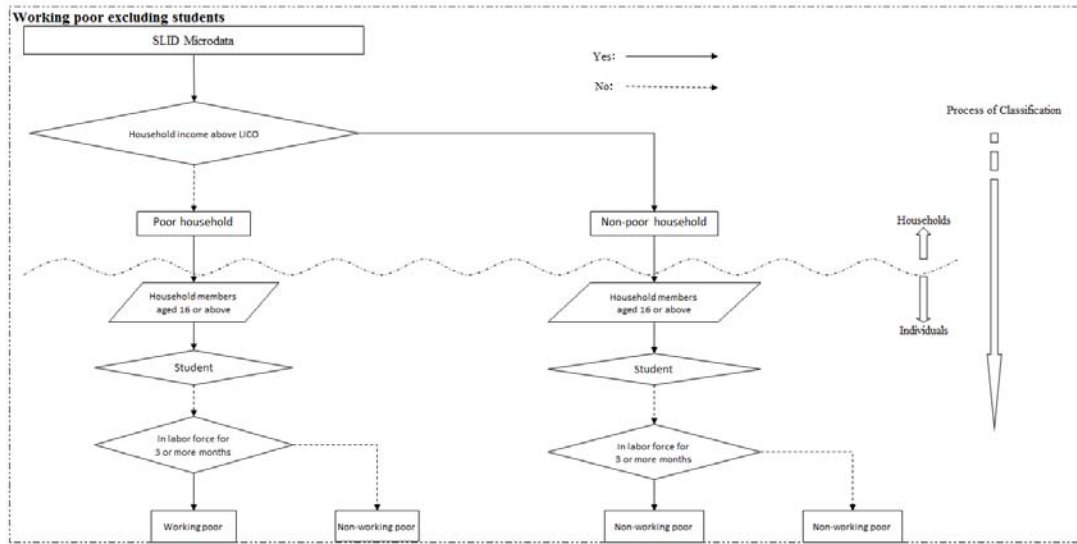 Working poor excluding students
SLID Microdata
Yes:
No:
Process of Classification
Household income above LICO
Poor household
Non-poor household
Households
Household members
aged 16 or above
Household members
aged 16 or above
Individuals
Student
Student
In labor force for
3 or more months
In labor force for
3 or more months
Working poor
Non-working poor
Non-working poor
Non-working poor